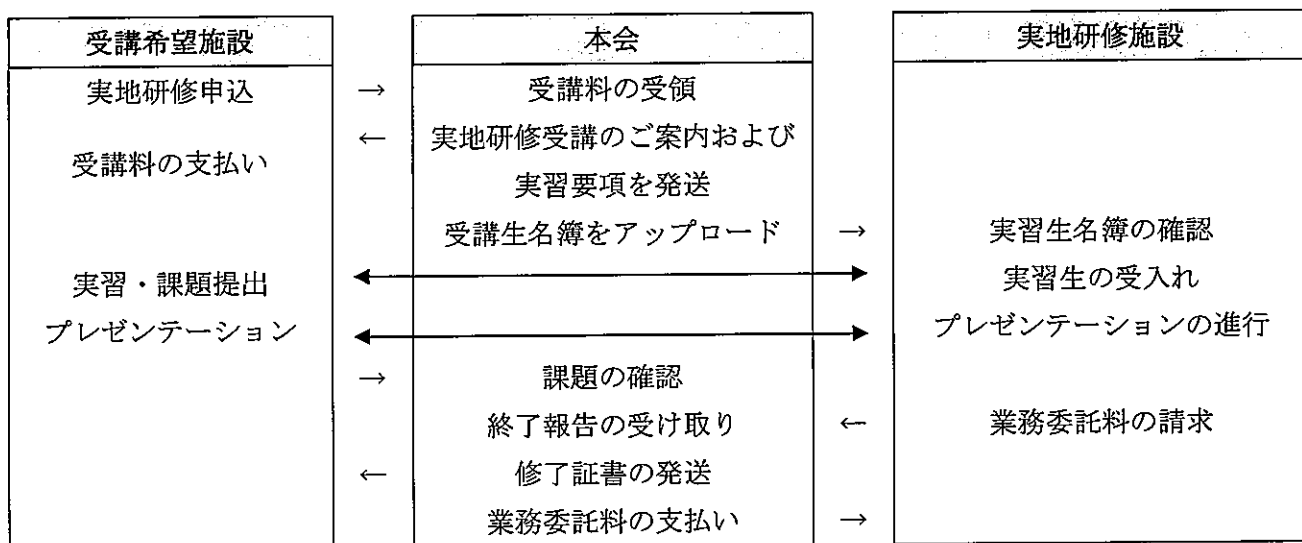 受講希望施設 本会 実地研修施設
実地研修申込 → 受講料の受領
← 実地研修受講のご案内および
受講料の支払い
実習要項を発送
受講生名簿をアップロード → 実習生名簿の確認
実習・課題提出 実習生の受入れ
プレゼンテーション プレゼンテーションの進行
→ 課題の確認
終了報告の受け取り ← 業務委託料の請求
← 修了証書の発送
業務委託料の支払い →